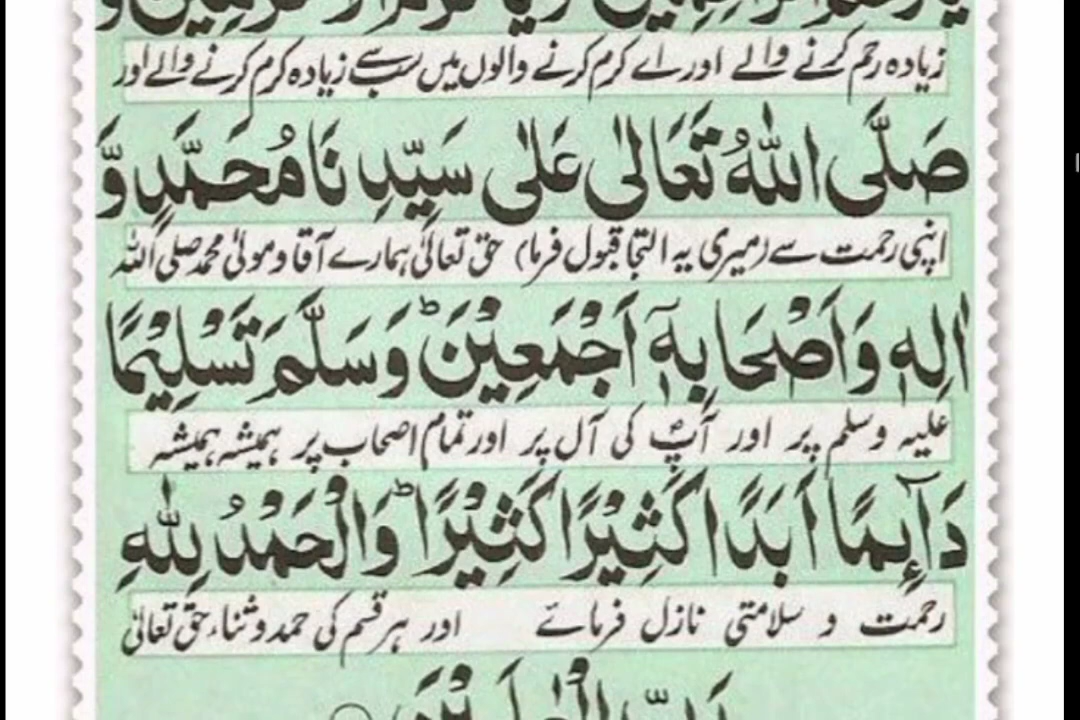 زیادہ رحم کرنے والے اور اے کرم کرنے والوں میں سب سے زیادہ کرم کرنے والے اور
صَلَّى اللّٰهُ تَعَالٰى عَلٰى سَيِّدِ نَا مُحَمَّدٍ وَّ
اپنی رحمت سے (میری یہ التجا قبول فرما) حق تعالیٰ ہمارے آقا و مولیٰ محمد صلی اللہ
اٰلِهٖ وَاَصْحَابِهٖٓ اَجْمَعِيْنَ ؕ وَسَلَّمَ تَسْلِيْمًا
علیہ وسلم پر اور آپؐ کی آل پر اور تمام اصحاب پر ہمیشہ ہمیشہ
دَآئِمًا اَبَدًا كَثِيْرًا كَثِيْرًا ؕ وَالْحَمْدُ لِلّٰهِ
رحمت و سلامتی نازل فرمائے اور ہر قسم کی حمد و ثناء حق تعالیٰ
رَبِّ الْعٰلَمِيْنَ